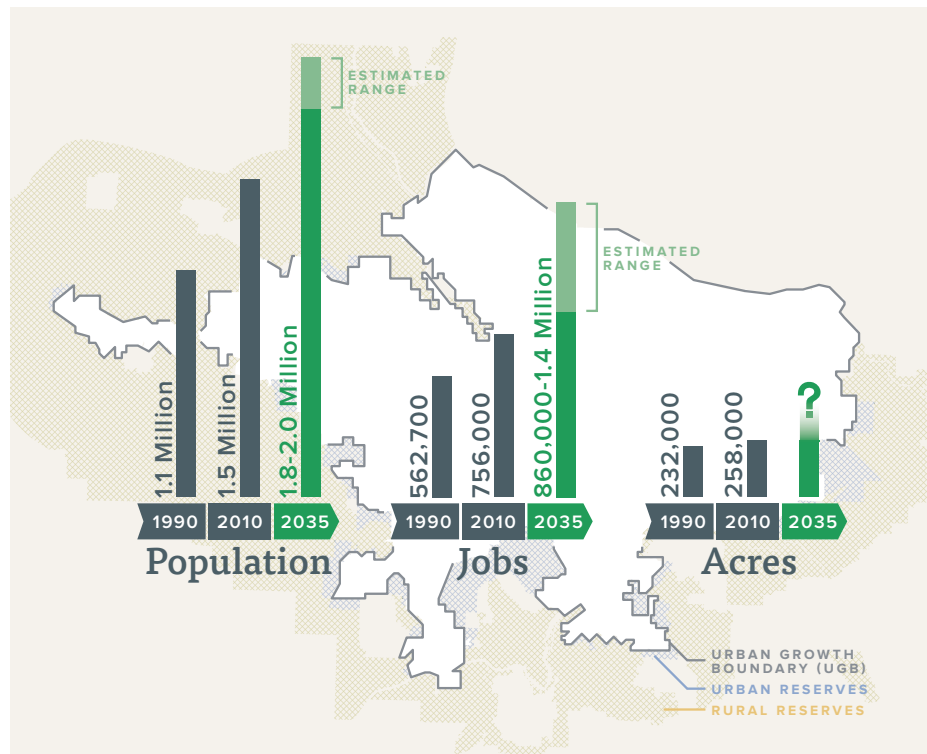 ESTIMATED
RANGE
ESTIMATED
RANGE
1.1 Million
1.5 Million
1.8-2.0 Million
562,700
756,000
860,000-1.4 Million
232,000
258,000
?
1990
2010
2035
1990
2010
2035
1990
2010
2035
Population
Jobs
Acres
URBAN GROWTH
BOUNDARY (UGB)
URBAN RESERVES
RURAL RESERVES